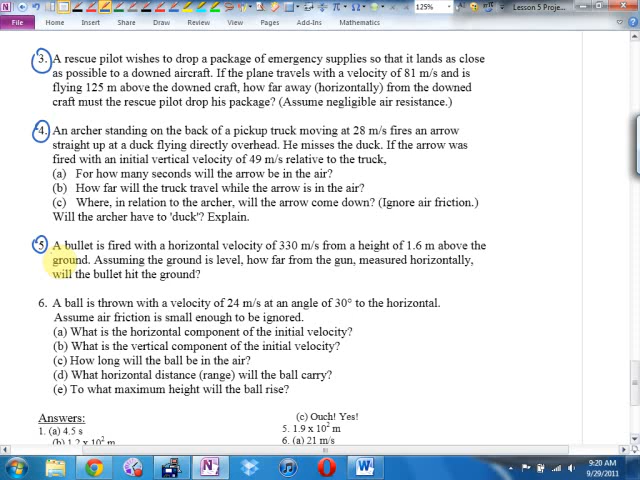 125%
Lesson 5 Proje...
File
Home
Insert
Share
Draw
Review
View
Pages
Add-Ins
Mathematics
3. A rescue pilot wishes to drop a package of emergency supplies so that it lands as close
as possible to a downed aircraft. If the plane travels with a velocity of 81 m/s and is
flying 125 m above the downed craft, how far away (horizontally) from the downed
craft must the rescue pilot drop his package? (Assume negligible air resistance.)
4. An archer standing on the back of a pickup truck moving at 28 m/s fires an arrow
straight up at a duck flying directly overhead. He misses the duck. If the arrow was
fired with an initial vertical velocity of 49 m/s relative to the truck,
(a) For how many seconds will the arrow be in the air?
(b) How far will the truck travel while the arrow is in the air?
(c) Where, in relation to the archer, will the arrow come down? (Ignore air friction.)
Will the archer have to 'duck'? Explain.
5. A bullet is fired with a horizontal velocity of 330 m/s from a height of 1.6 m above the
ground. Assuming the ground is level, how far from the gun, measured horizontally,
will the bullet hit the ground?
6. A ball is thrown with a velocity of 24 m/s at an angle of 30° to the horizontal.
Assume air friction is small enough to be ignored.
(a) What is the horizontal component of the initial velocity?
(b) What is the vertical component of the initial velocity?
(c) How long will the ball be in the air?
(d) What horizontal distance (range) will the ball carry?
(e) To what maximum height will the ball rise?
Answers:
1. (a) 4.5 s
(b) 1.2 x 10² m
(c) Ouch! Yes!
5. 1.9 x 10² m
6. (a) 21 m/s
9:20 AM
9/29/2011